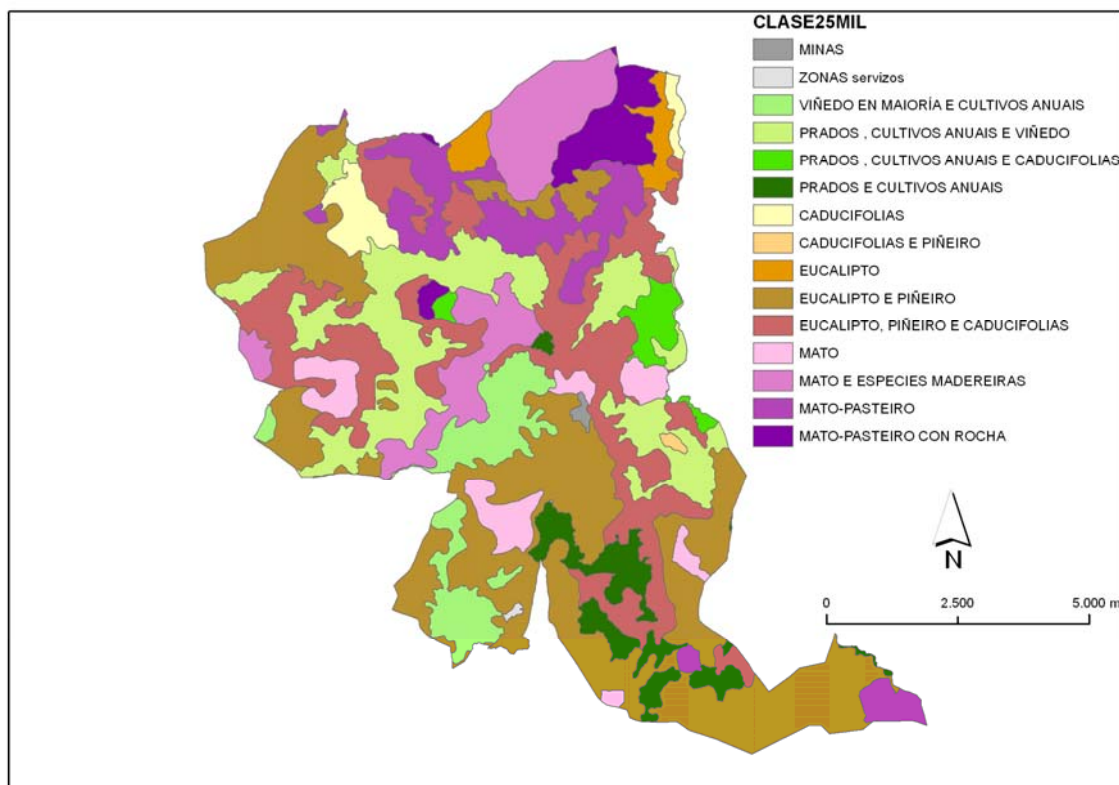 CLASE25MIL
MINAS
ZONAS servizos
VIÑEDO EN MAIORÍA E CULTIVOS ANUAIS
PRADOS , CULTIVOS ANUAIS E VIÑEDO
PRADOS , CULTIVOS ANUAIS E CADUCIFOLIAS
PRADOS E CULTIVOS ANUAIS
CADUCIFOLIAS
CADUCIFOLIAS E PIÑEIRO
EUCALIPTO
EUCALIPTO E PIÑEIRO
EUCALIPTO, PIÑEIRO E CADUCIFOLIAS
MATO
MATO E ESPECIES MADEREIRAS
MATO-PASTEIRO
MATO-PASTEIRO CON ROCHA
N
0 2.500 5.000 m